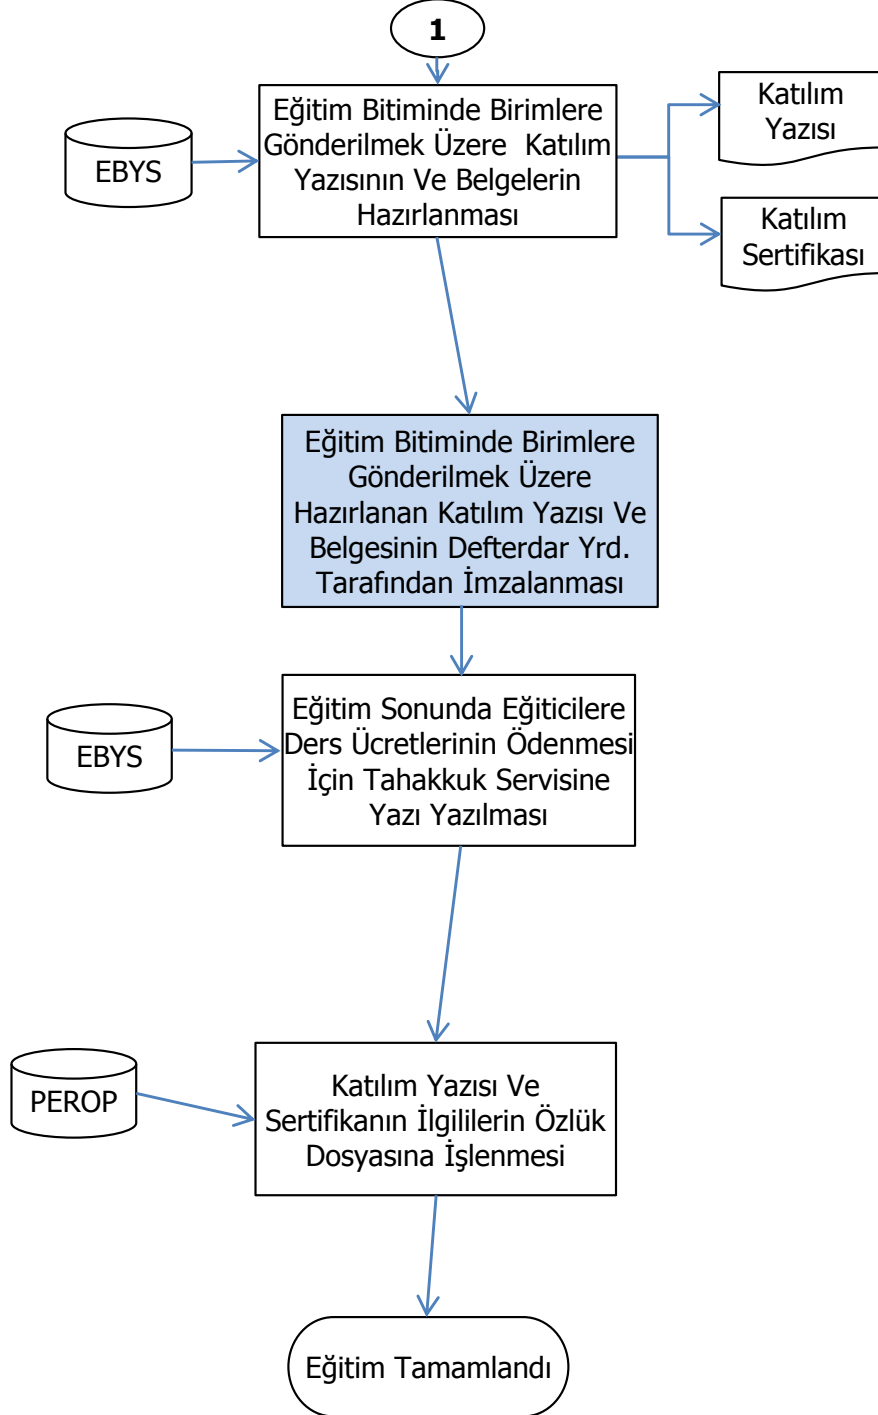 1
Eğitim Bitiminde Birimlere
Gönderilmek Üzere  Katılım
Yazısının Ve Belgelerin
Hazırlanması
EBYS
Katılım
Yazısı
Katılım
Sertifikası
Eğitim Bitiminde Birimlere
Gönderilmek Üzere
Hazırlanan Katılım Yazısı Ve
Belgesinin Defterdar Yrd.
Tarafından İmzalanması
Eğitim Sonunda Eğiticilere
Ders Ücretlerinin Ödenmesi
İçin Tahakkuk Servisine
Yazı Yazılması
EBYS
Katılım Yazısı Ve
Sertifikanın İlgililerin Özlük
Dosyasına İşlenmesi
PEROP
Eğitim Tamamlandı